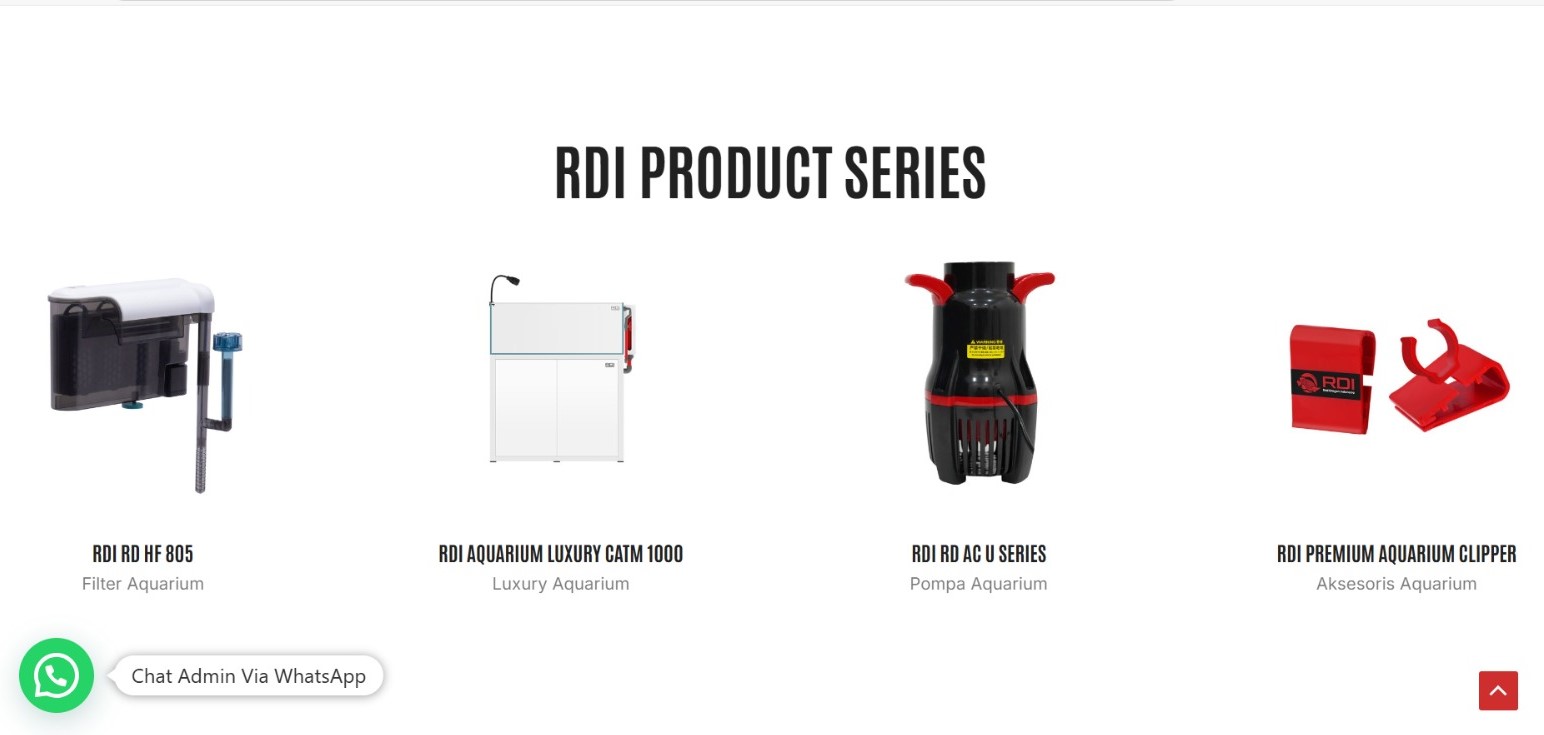 RDI PRODUCT SERIES
WARNING
RDI
RDI RD HF 805
Filter Aquarium
RDI AQUARIUM LUXURY CATM 1000
Luxury Aquarium
RDI RD AC U SERIES
Pompa Aquarium
RDI PREMIUM AQUARIUM CLIPPER
Aksesoris Aquarium
Chat Admin Via WhatsApp